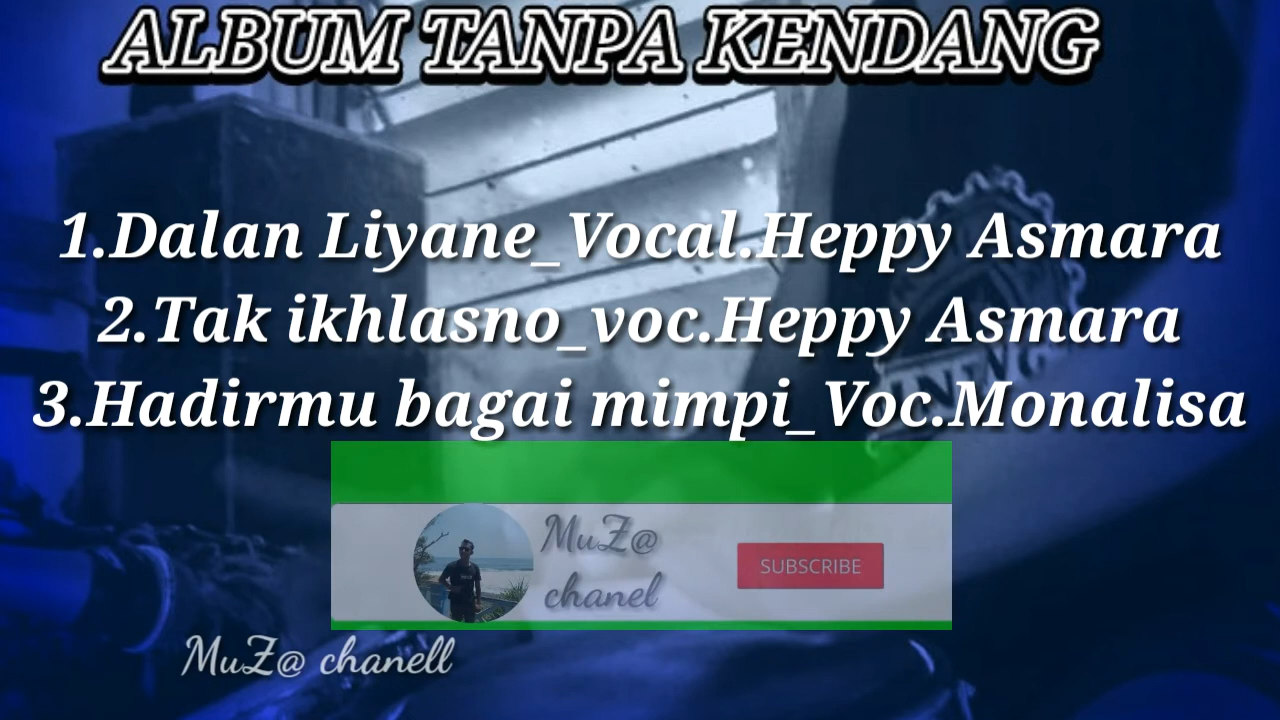 ALBUM TANPA KENDANG
1.Dalan Liyane_Vocal.Heppy Asmara
2.Tak ikhlasno_voc.Heppy Asmara
3.Hadirmu bagai mimpi_Voc.Monalisa
MuZ@
chanel
SUBSCRIBE
MuZ@ chanell